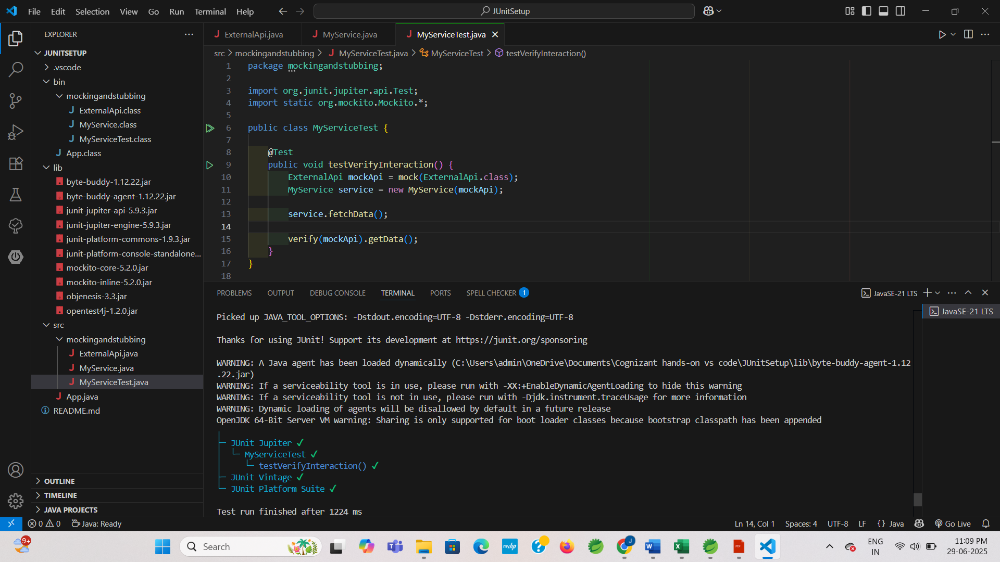 File Edit Selection View Go Run Terminal Help
JUnitSetup
EXPLORER
JUNITSETUP
.vscode
bin
mockingandstubbing
ExternalApi.class
MyService.class
MyServiceTest.class
App.class
lib
byte-buddy-1.12.22.jar
byte-buddy-agent-1.12.22.jar
junit-jupiter-api-5.9.3.jar
junit-jupiter-engine-5.9.3.jar
junit-platform-commons-1.9.3.jar
junit-platform-console-standalone...
mockito-core-5.2.0.jar
mockito-inline-5.2.0.jar
objenesis-3.3.jar
opentest4j-1.2.0.jar
src
mockingandstubbing
ExternalApi.java
MyService.java
MyServiceTest.java
App.java
README.md
OUTLINE
TIMELINE
JAVA PROJECTS
ExternalApi.java MyService.java MyServiceTest.java
src > mockingandstubbing > MyServiceTest.java > MyServiceTest > testVerifyInteraction()
1 package mockingandstubbing;
2
3 import org.junit.jupiter.api.Test;
4 import static org.mockito.Mockito.*;
5
6 public class MyServiceTest {
7
8 @Test
9 public void testVerifyInteraction() {
10 ExternalApi mockApi = mock(ExternalApi.class);
11 MyService service = new MyService(mockApi);
12
13 service.fetchData();
14
15 verify(mockApi).getData();
16 }
17 }
18
PROBLEMS OUTPUT DEBUG CONSOLE TERMINAL PORTS SPELL CHECKER 1
JavaSE-21 LTS
JavaSE-21 LTS
Picked up JAVA_TOOL_OPTIONS: -Dstdout.encoding=UTF-8 -Dstderr.encoding=UTF-8
Thanks for using JUnit! Support its development at https://junit.org/sponsoring
WARNING: A Java agent has been loaded dynamically (C:\Users\admin\OneDrive\Documents\Cognizant hands-on vs code\JUnitSetup\lib\byte-buddy-agent-1.12
.22.jar)
WARNING: If a serviceability tool is in use, please run with -XX:+EnableDynamicAgentLoading to hide this warning
WARNING: If a serviceability tool is not in use, please run with -Djdk.instrument.traceUsage for more information
WARNING: Dynamic loading of agents will be disallowed by default in a future release
OpenJDK 64-Bit Server VM warning: Sharing is only supported for boot loader classes because bootstrap classpath has been appended
JUnit Jupiter ✔
MyServiceTest ✔
testVerifyInteraction() ✔
JUnit Vintage ✔
JUnit Platform Suite ✔
Test run finished after 1224 ms
0 0 Java: Ready
Ln 14, Col 1 Spaces: 4 UTF-8 LF {} Java Go Live
9+
Search
myhp
J
ENG
IN
11:09 PM
29-06-2025